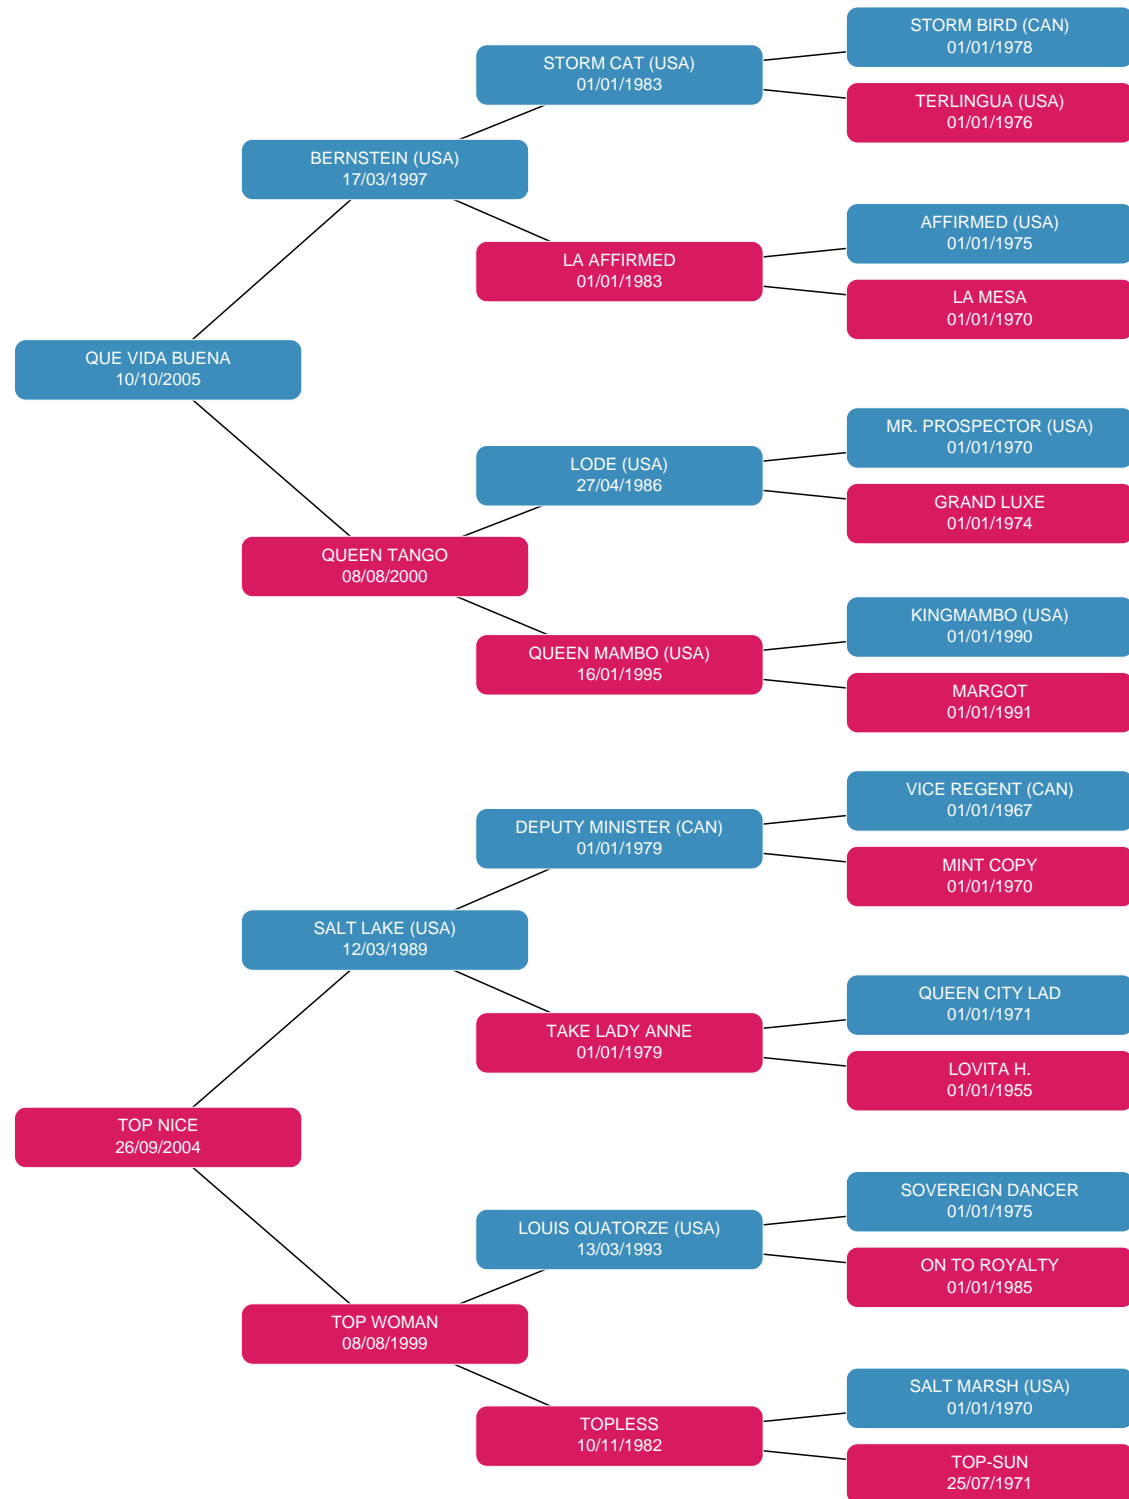 STORM BIRD (CAN)
01/01/1978
STORM CAT (USA)
01/01/1983
TERLINGUA (USA)
01/01/1976
BERNSTEIN (USA)
17/03/1997
AFFIRMED (USA)
01/01/1975
LA AFFIRMED
01/01/1983
LA MESA
01/01/1970
QUE VIDA BUENA
10/10/2005
MR. PROSPECTOR (USA)
01/01/1970
LODE (USA)
27/04/1986
GRAND LUXE
01/01/1974
QUEEN TANGO
08/08/2000
KINGMAMBO (USA)
01/01/1990
QUEEN MAMBO (USA)
16/01/1995
MARGOT
01/01/1991
VICE REGENT (CAN)
01/01/1967
DEPUTY MINISTER (CAN)
01/01/1979
MINT COPY
01/01/1970
SALT LAKE (USA)
12/03/1989
QUEEN CITY LAD
01/01/1971
TAKE LADY ANNE
01/01/1979
LOVITA H.
01/01/1955
TOP NICE
26/09/2004
SOVEREIGN DANCER
01/01/1975
LOUIS QUATORZE (USA)
13/03/1993
ON TO ROYALTY
01/01/1985
TOP WOMAN
08/08/1999
SALT MARSH (USA)
01/01/1970
TOPLESS
10/11/1982
TOP-SUN
25/07/1971